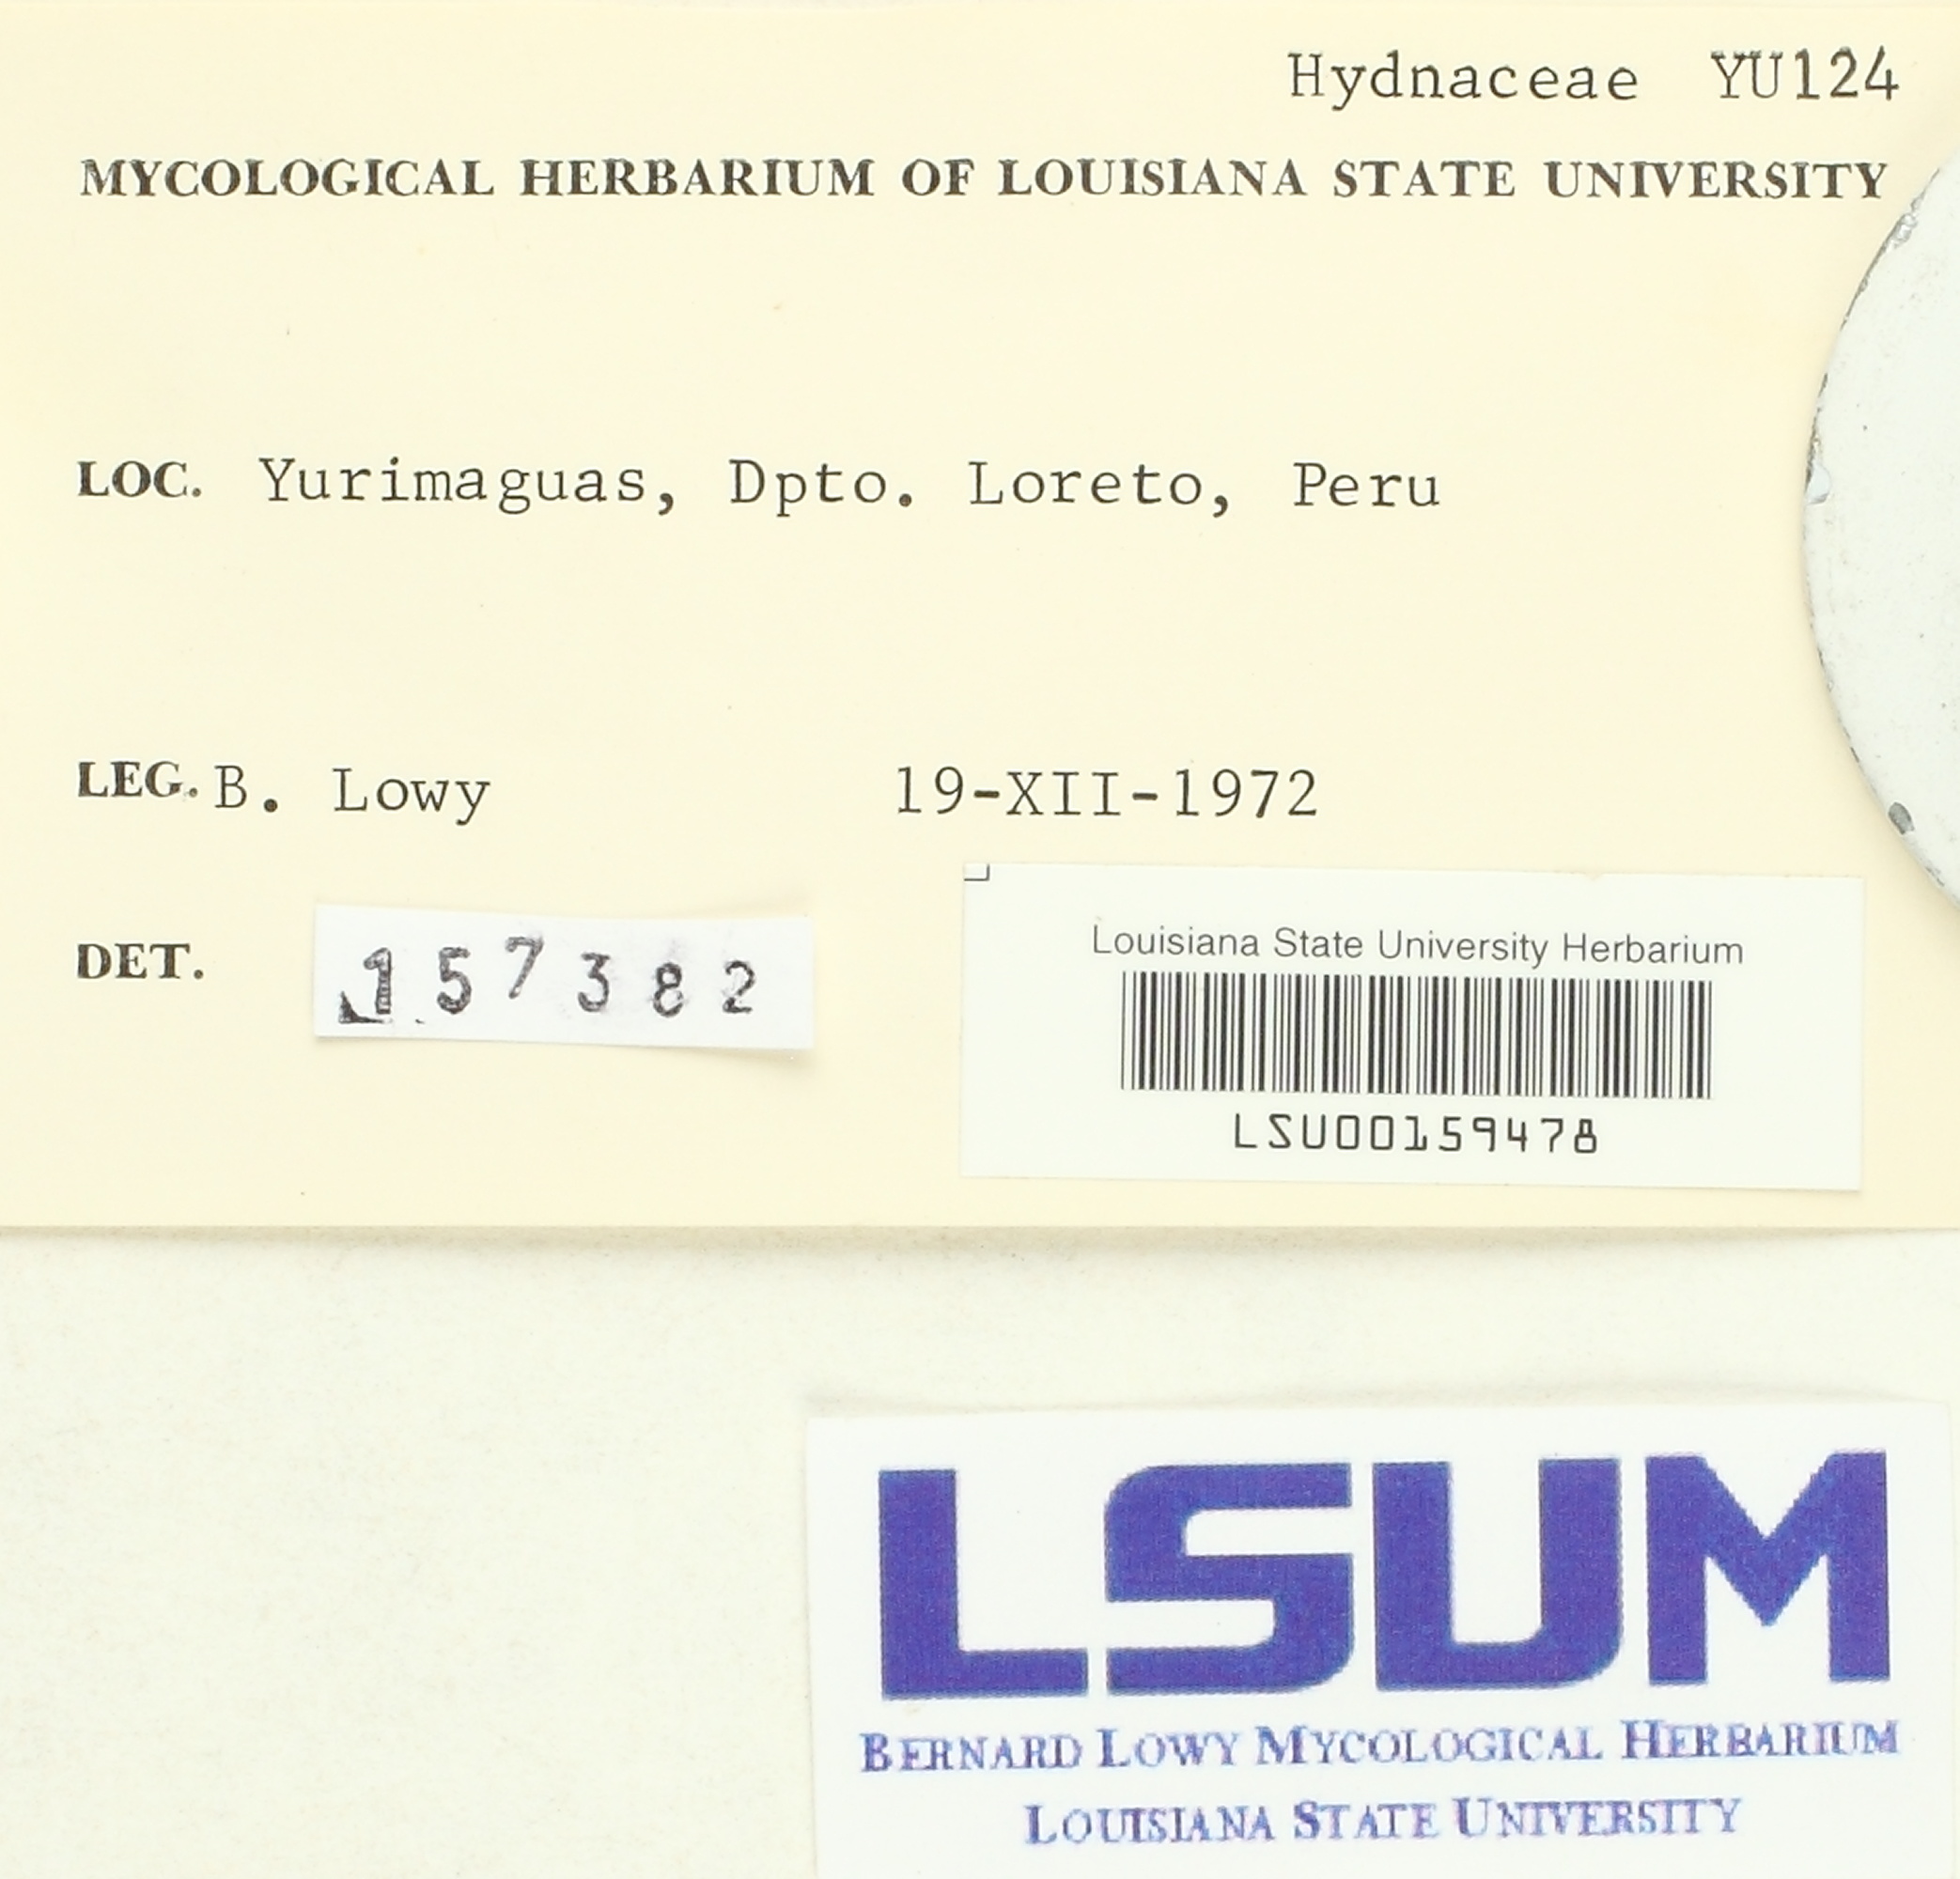 Hydnaceae YU124
MYCOLOGICAL HERBARIUM OF LOUISIANA STATE UNIVERSITY
LOC. Yurimaguas, Dpto. Loreto, Peru
LEG. B. Lowy 19-XII-1972
DET. 157382
Louisiana State University Herbarium
LSU00159478
LSUM
BERNARD LOWY MYCOLOGICAL HERBARIUM
LOUISIANA STATE UNIVERSITY